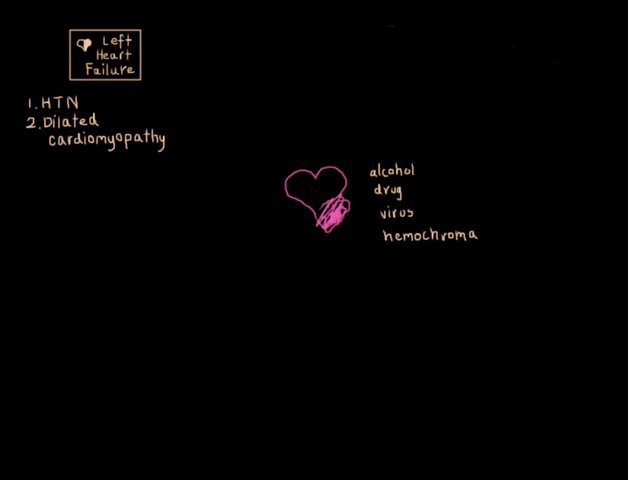 Left
Heart
Failure
1. HTN
2. Dilated
cardiomyopathy
alcohol
drug
virus
hemochroma